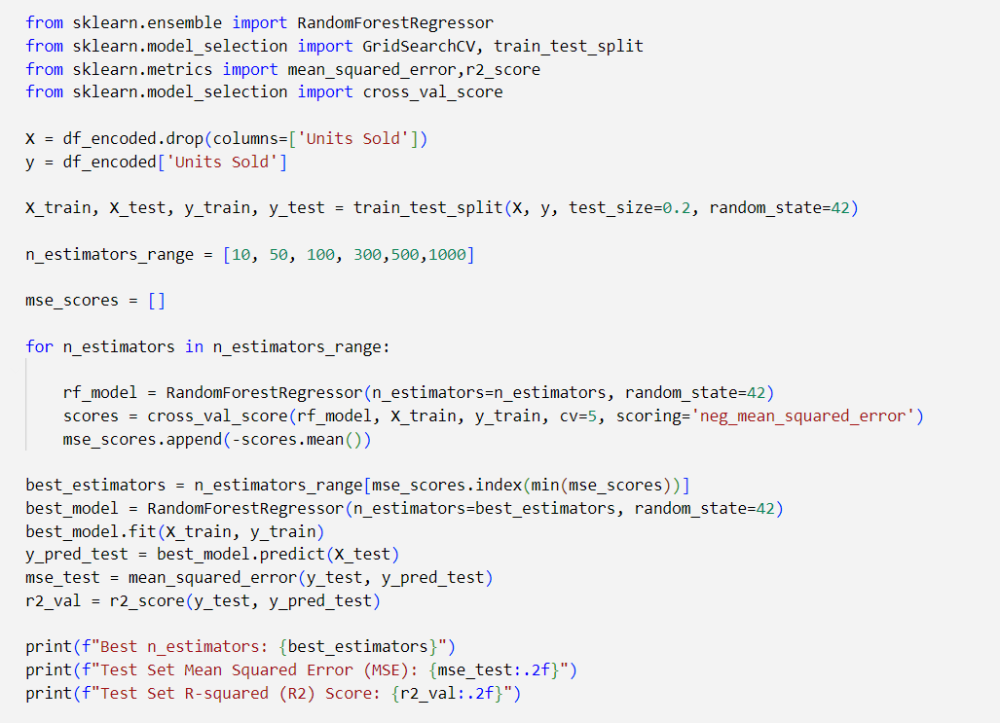 from sklearn.ensemble import RandomForestRegressor
from sklearn.model_selection import GridSearchCV, train_test_split
from sklearn.metrics import mean_squared_error,r2_score
from sklearn.model_selection import cross_val_score
X = df_encoded.drop(columns=['Units Sold'])
y = df_encoded['Units Sold']
X_train, X_test, y_train, y_test = train_test_split(X, y, test_size=0.2, random_state=42)
n_estimators_range = [10, 50, 100, 300,500,1000]
mse_scores = []
for n_estimators in n_estimators_range:
    rf_model = RandomForestRegressor(n_estimators=n_estimators, random_state=42)
    scores = cross_val_score(rf_model, X_train, y_train, cv=5, scoring='neg_mean_squared_error')
    mse_scores.append(-scores.mean())
best_estimators = n_estimators_range[mse_scores.index(min(mse_scores))]
best_model = RandomForestRegressor(n_estimators=best_estimators, random_state=42)
best_model.fit(X_train, y_train)
y_pred_test = best_model.predict(X_test)
mse_test = mean_squared_error(y_test, y_pred_test)
r2_val = r2_score(y_test, y_pred_test)
print(f"Best n_estimators: {best_estimators}")
print(f"Test Set Mean Squared Error (MSE): {mse_test:.2f}")
print(f"Test Set R-squared (R2) Score: {r2_val:.2f}")